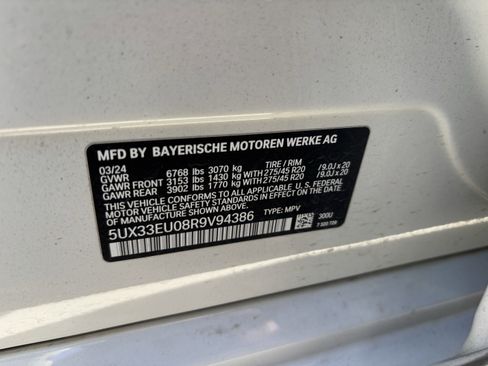 MFD BY BAYERISCHE MOTOREN WERKE AG
03/24 TIRE / RIM
GVWR 6768 lbs 3070 kg
GAWR FRONT 3153 lbs 1430 kg WITH 275/45 R20 /9.0J x 20
GAWR REAR 3902 lbs 1770 kg WITH 275/45 R20 /9.0J x 20
THIS VEHICLE CONFORMS TO ALL APPLICABLE U.S. FEDERAL
MOTOR VEHICLE SAFETY STANDARDS IN EFFECT ON THE
DATE OF MANUFACTURE SHOWN ABOVE.
5UX33EU08R9V94386 TYPE: MPV
300U